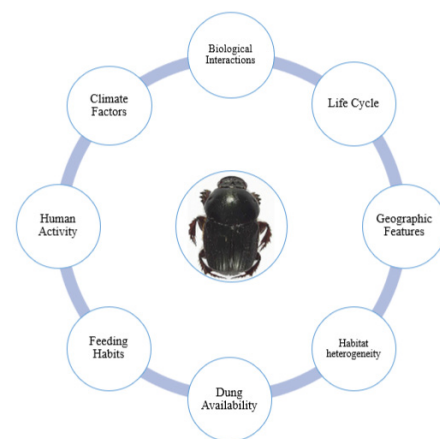 Biological
Interactions
Life Cycle
Geographic
Features
Habitat
heterogeneity
Dung
Availability
Feeding
Habits
Human
Activity
Climate
Factors